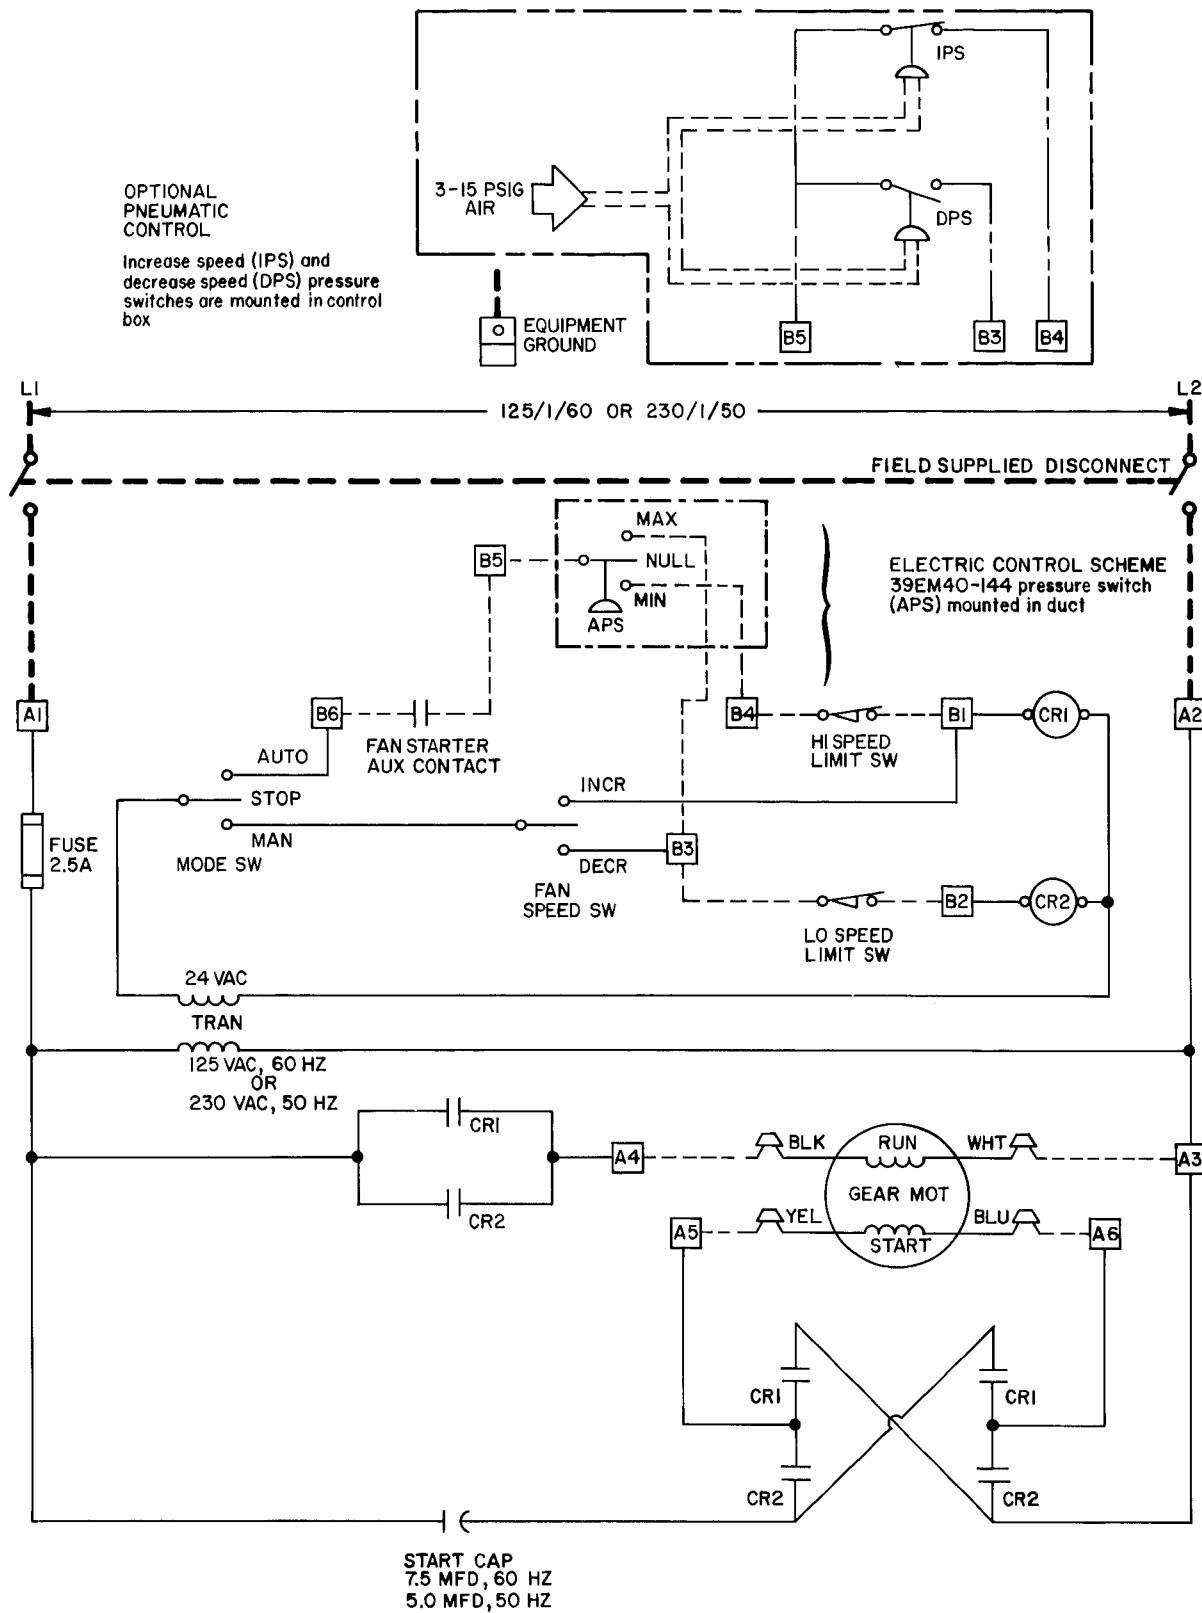 IPS
3-15 PSIG
AIR
OPTIONAL
PNEUMATIC
CONTROL
Increase speed (IPS) and
decrease speed (DPS) pressure
switches are mounted in control
box
DPS
EQUIPMENT
GROUND
B5
B3
B4
L1
L2
125/1/60 OR 230/1/50
FIELD SUPPLIED DISCONNECT
MAX
B5
NULL
MIN
APS
ELECTRIC CONTROL SCHEME
39EM40-144 pressure switch
(APS) mounted in duct
A1
B6
B4
B1
CR1
A2
FAN STARTER
AUX CONTACT
HI SPEED
LIMIT SW
AUTO
STOP
MAN
MODE SW
INCR
DECR
FAN
SPEED SW
B3
FUSE
2.5A
B2
CR2
LO SPEED
LIMIT SW
24 VAC
TRAN
125 VAC, 60 HZ
OR
230 VAC, 50 HZ
CR1
CR2
A4
BLK
RUN
WHT
A3
GEAR MOT
A5
YEL
START
BLU
A6
CR1
CR1
CR2
CR2
START CAP
7.5 MFD, 60 HZ
5.0 MFD, 50 HZ